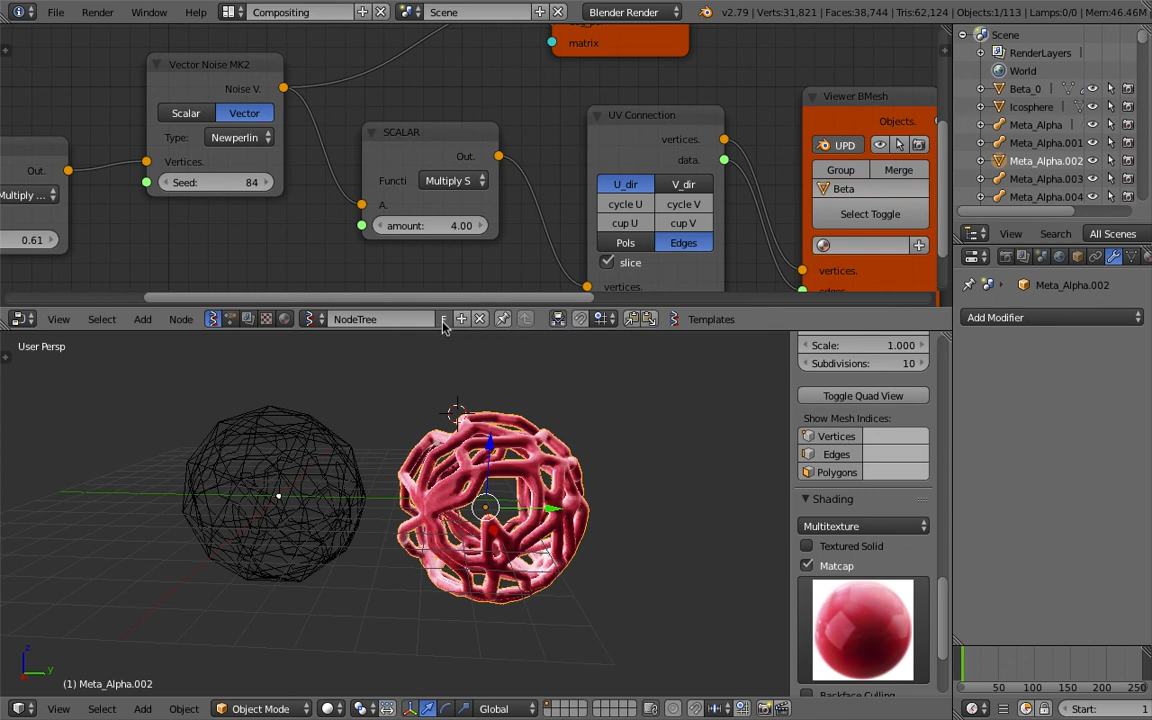 File Render Window Help Compositing Scene Blender Render v2.79 | Verts:31,821 | Faces:38,744 | Tris:62,124 | Objects:1/113 | Lamps:0/0 | Mem:46.46M
matrix
Vector Noise MK2
Noise V.
Scalar Vector
Type: Newperlin
Vertices.
Seed: 84
Out.
Multiply ...
0.61
SCALAR
Out.
Functi Multiply S
A.
amount: 4.00
UV Connection
vertices.
data.
U_dir V_dir
cycle U cycle V
cup U cup V
Pols Edges
slice
vertices.
Viewer BMesh
Objects.
UPD
Group Merge
Beta
Select Toggle
vertices.
Scene
RenderLayers
World
Beta_0
Icosphere
Meta_Alpha
Meta_Alpha.001
Meta_Alpha.002
Meta_Alpha.003
Meta_Alpha.004
View Search All Scenes
Meta_Alpha.002
Add Modifier
View Select Add Node NodeTree F Templates
User Persp
Scale: 1.000
Subdivisions: 10
Toggle Quad View
Show Mesh Indices:
Vertices
Edges
Polygons
Shading
Multitexture
Textured Solid
Matcap
Backface Culling
z
y
(1) Meta_Alpha.002
50 100 150 200 250
View Select Add Object Object Mode Global
Start: 1